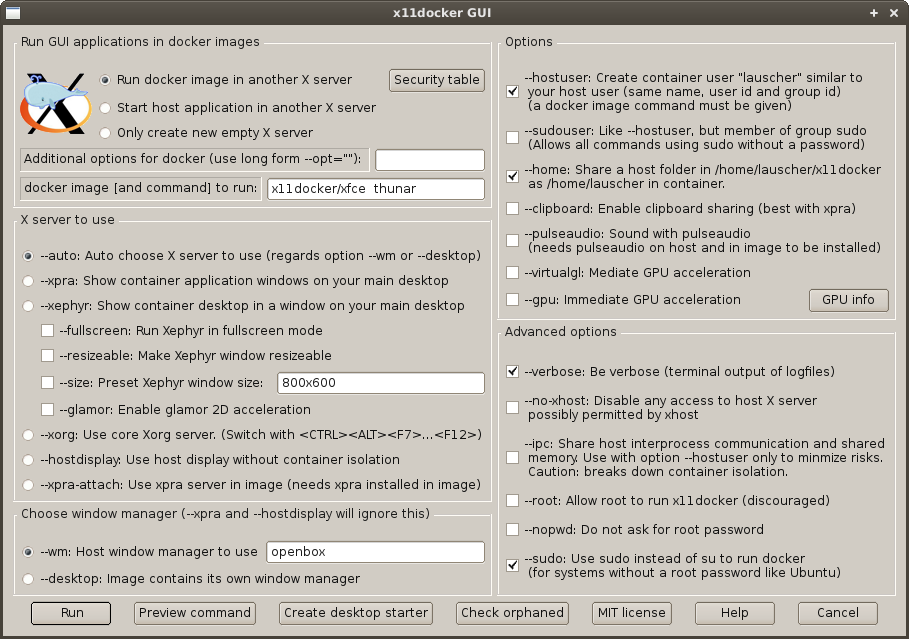 x11docker GUI
Run GUI applications in docker images
Run docker image in another X server
Security table
Start host application in another X server
Only create new empty X server
Additional options for docker (use long form --opt=""):
docker image [and command] to run:
x11docker/xfce thunar
X server to use
--auto: Auto choose X server to use (regards option --wm or --desktop)
--xpra: Show container application windows on your main desktop
--xephyr: Show container desktop in a window on your main desktop
--fullscreen: Run Xephyr in fullscreen mode
--resizeable: Make Xephyr window resizeable
--size: Preset Xephyr window size:
800x600
--glamor: Enable glamor 2D acceleration
--xorg: Use core Xorg server. (Switch with <CTRL><ALT><F7>...<F12>)
--hostdisplay: Use host display without container isolation
--xpra-attach: Use xpra server in image (needs xpra installed in image)
Choose window manager (--xpra and --hostdisplay will ignore this)
--wm: Host window manager to use
openbox
--desktop: Image contains its own window manager
Options
--hostuser: Create container user "lauscher" similar to
your host user (same name, user id and group id)
(a docker image command must be given)
--sudouser: Like --hostuser, but member of group sudo
(Allows all commands using sudo without a password)
--home: Share a host folder in /home/lauscher/x11docker
as /home/lauscher in container.
--clipboard: Enable clipboard sharing (best with xpra)
--pulseaudio: Sound with pulseaudio
(needs pulseaudio on host and in image to be installed)
--virtualgl: Mediate GPU acceleration
--gpu: Immediate GPU acceleration
GPU info
Advanced options
--verbose: Be verbose (terminal output of logfiles)
--no-xhost: Disable any access to host X server
possibly permitted by xhost
--ipc: Share host interprocess communication and shared
memory. Use with option --hostuser only to minmize risks.
Caution: breaks down container isolation.
--root: Allow root to run x11docker (discouraged)
--nopwd: Do not ask for root password
--sudo: Use sudo instead of su to run docker
(for systems without a root password like Ubuntu)
Run
Preview command
Create desktop starter
Check orphaned
MIT license
Help
Cancel